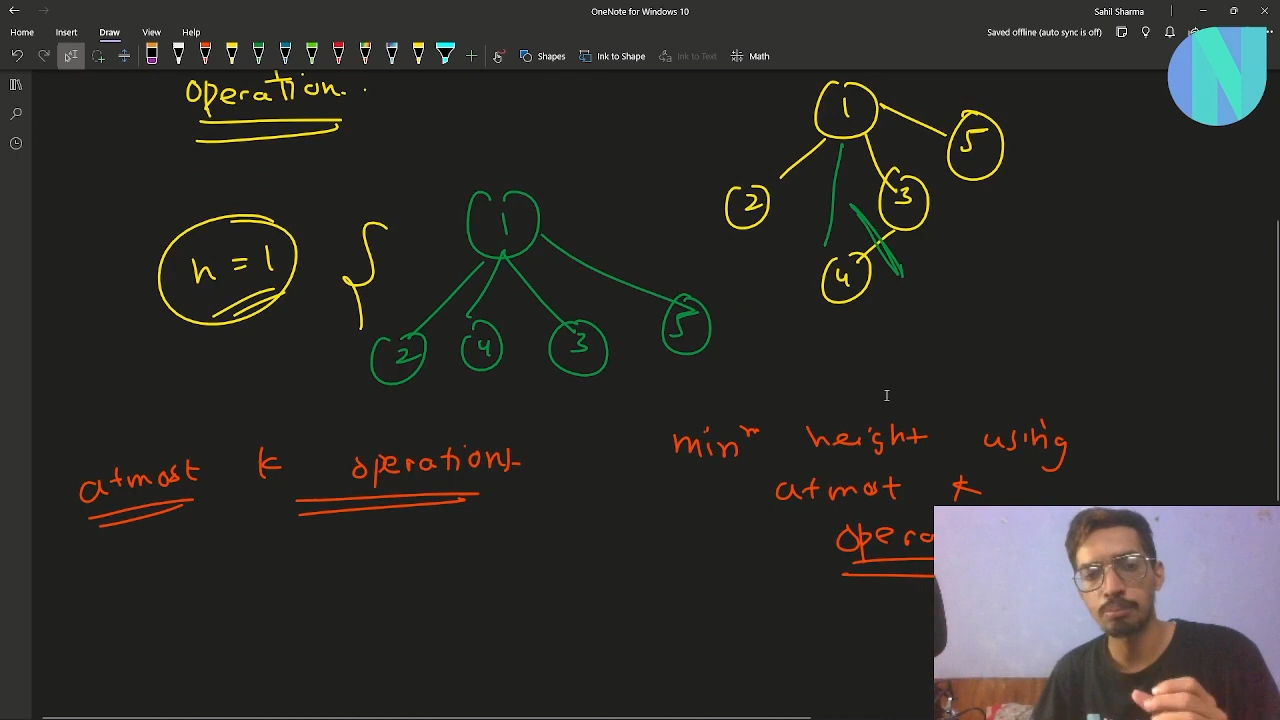 OneNote for Windows 10
Sahil Sharma
Home Insert Draw View Help
Saved offline (auto sync is off)
Shapes Ink to Shape Ink to Text Math
operation.
1
2 3 5
4
h = 1
1
2 4 3 5
atmost k operations
min^m height using
atmost k
opera